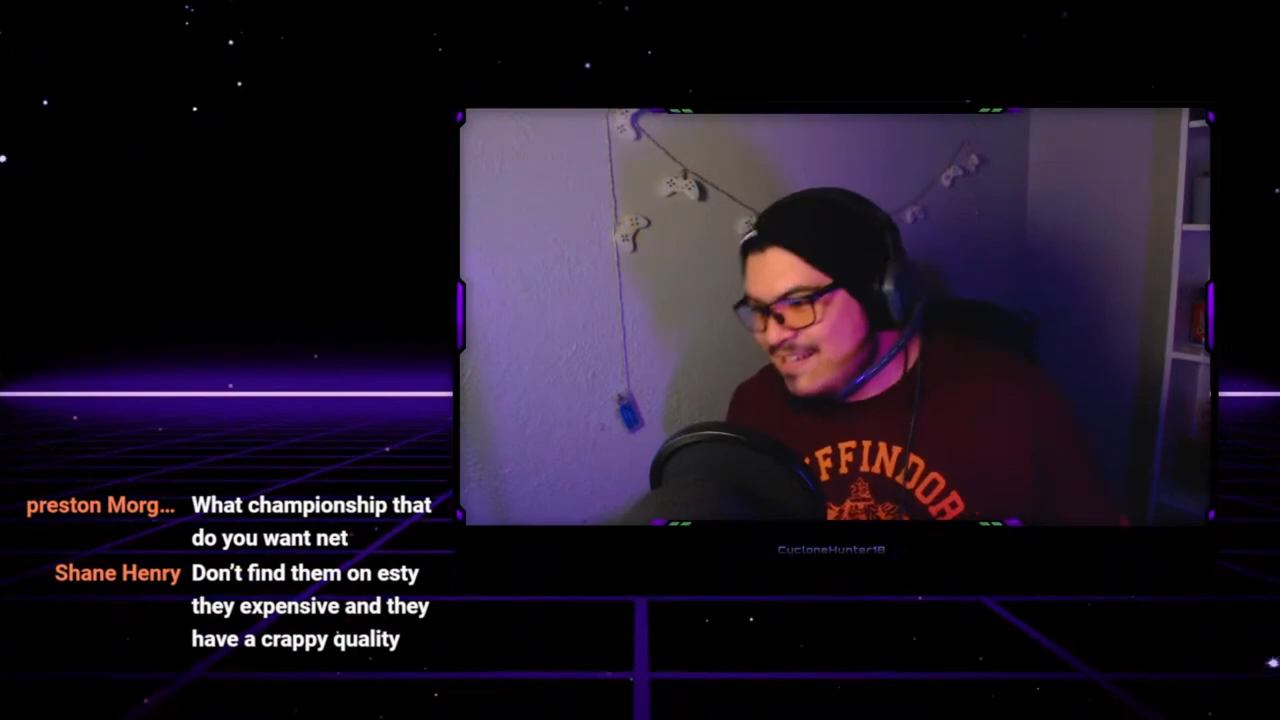 preston Morg... What championship that
do you want net
Shane Henry Don't find them on esty
they expensive and they
have a crappy quality
FFINDOR
CycloneHunter18